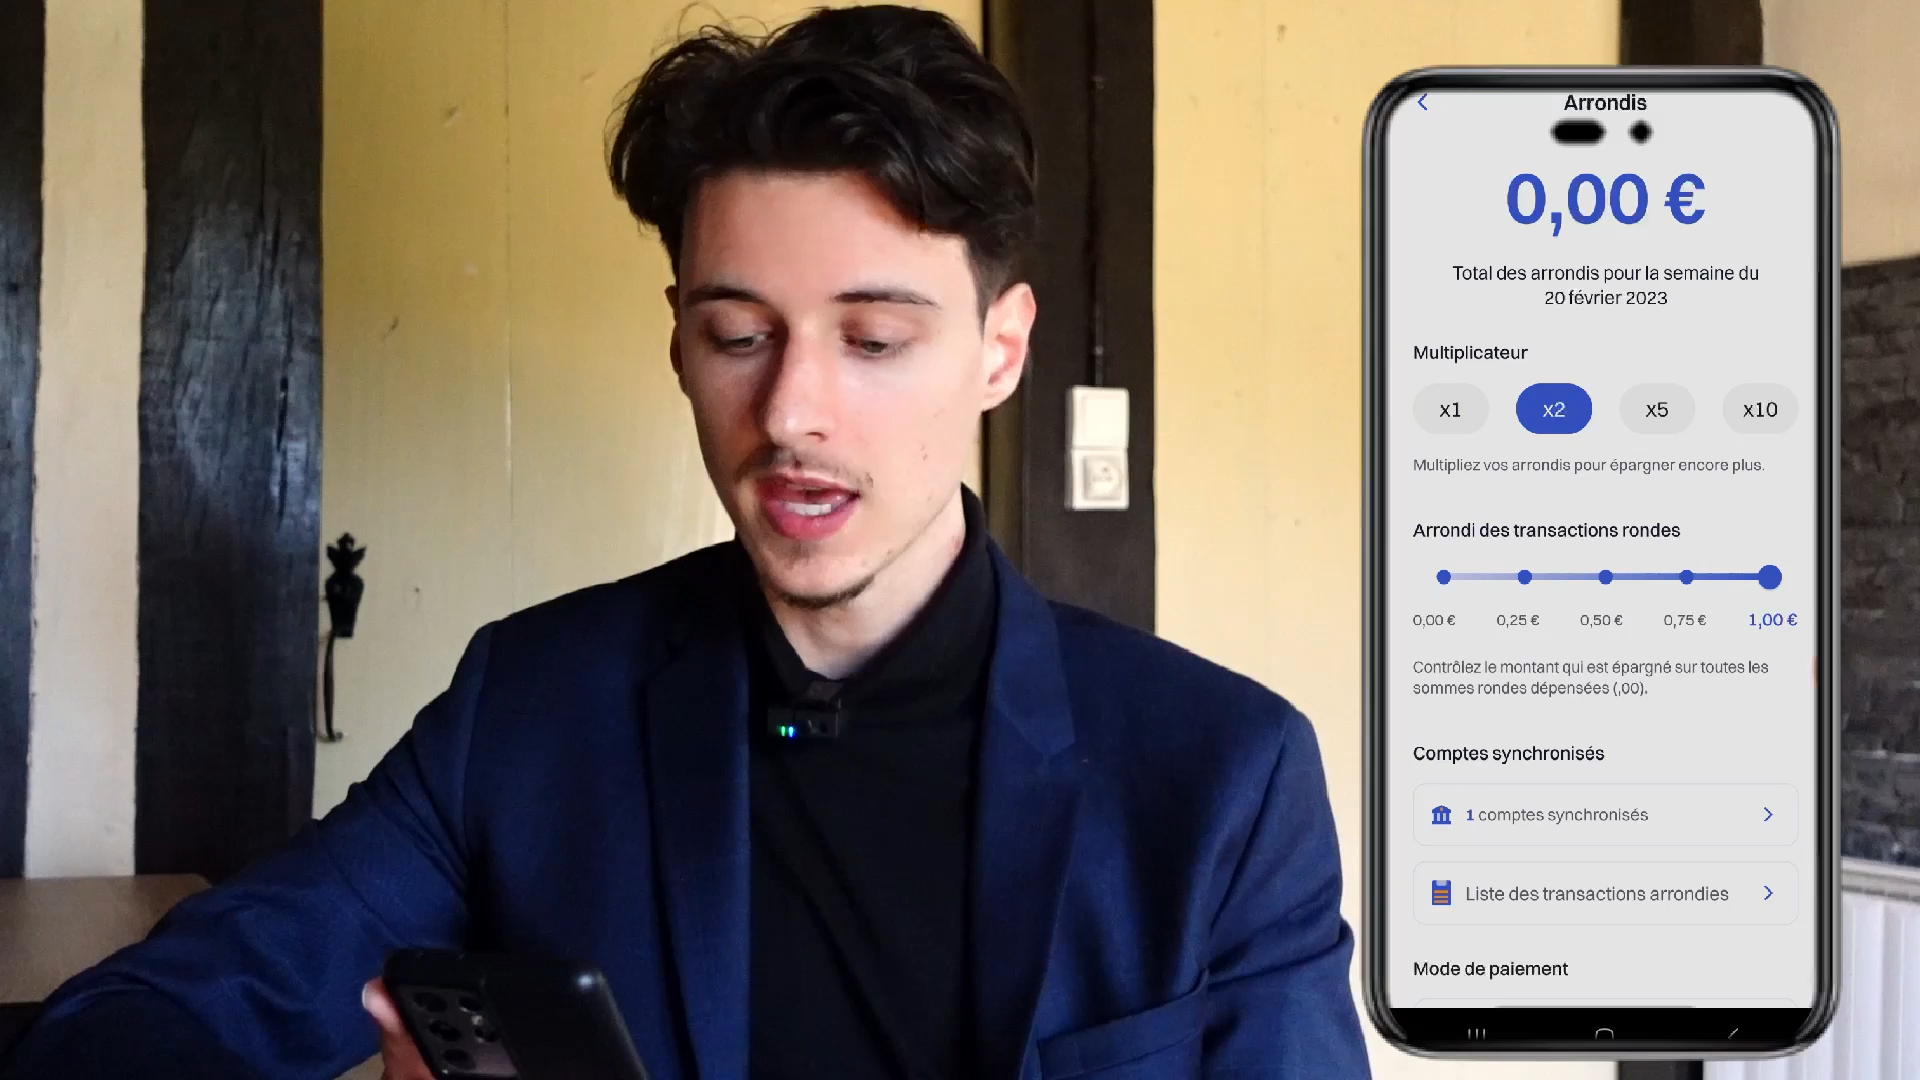 Arrondis
0,00 €
Total des arrondis pour la semaine du
20 février 2023
Multiplicateur
x1 x2 x5 x10
Multipliez vos arrondis pour épargner encore plus.
Arrondi des transactions rondes
0,00 € 0,25 € 0,50 € 0,75 € 1,00 €
Contrôlez le montant qui est épargné sur toutes les
sommes rondes dépensées (,00).
Comptes synchronisés
1 comptes synchronisés
Liste des transactions arrondies
Mode de paiement